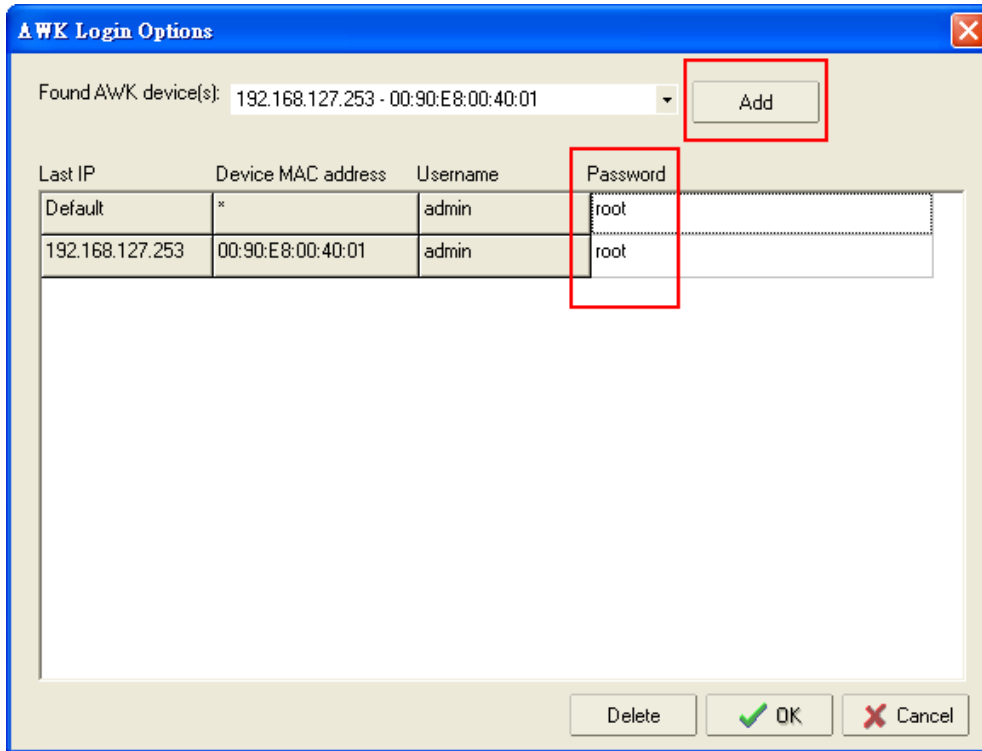 AWK Login Options
Found AWK device(s): 192.168.127.253 - 00:90:E8:00:40:01 Add
Last IP Device MAC address Username Password
Default * admin root
192.168.127.253 00:90:E8:00:40:01 admin root
Delete OK Cancel